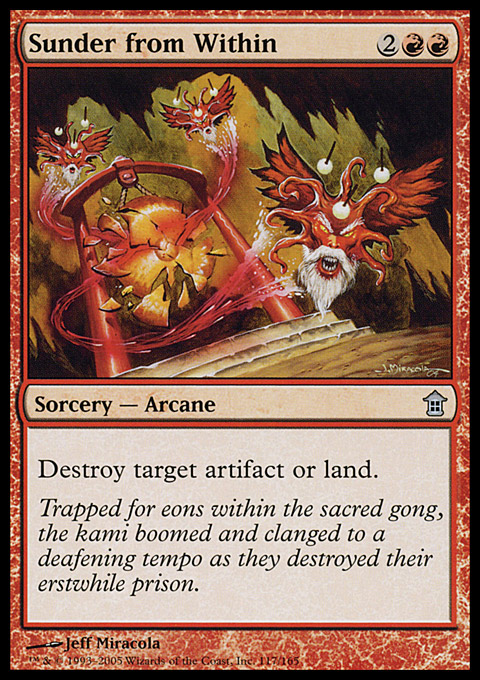 Sunder from Within 2
J. MIRACOLA
Sorcery — Arcane
Destroy target artifact or land.
Trapped for eons within the sacred gong,
the kami boomed and clanged to a
deafening tempo as they destroyed their
erstwhile prison.
Jeff Miracola
™ & © 1993–2005 Wizards of the Coast, Inc. 117/165